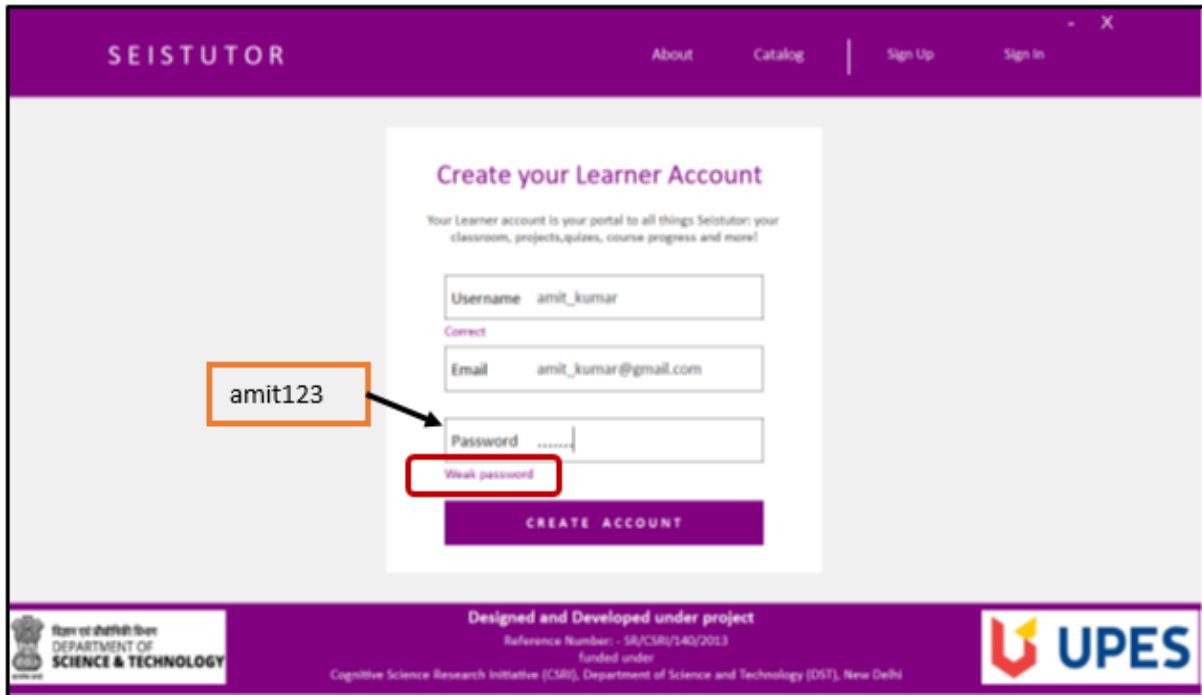 - X
SEISTUTOR About Catalog Sign Up Sign In
Create your Learner Account
Your Learner account is your portal to all things Seistutor: your
classroom, projects,quizes, course progress and more!
Username amit_kumar
Correct
Email amit_kumar@gmail.com
amit123
Password .......
Weak password
CREATE ACCOUNT
विज्ञान एवं प्रौद्योगिकी विभाग
DEPARTMENT OF
SCIENCE & TECHNOLOGY
Designed and Developed under project
Reference Number: - SR/CSRI/140/2013
funded under
Cognitive Science Research Initiative (CSRI), Department of Science and Technology (DST), New Delhi
UPES